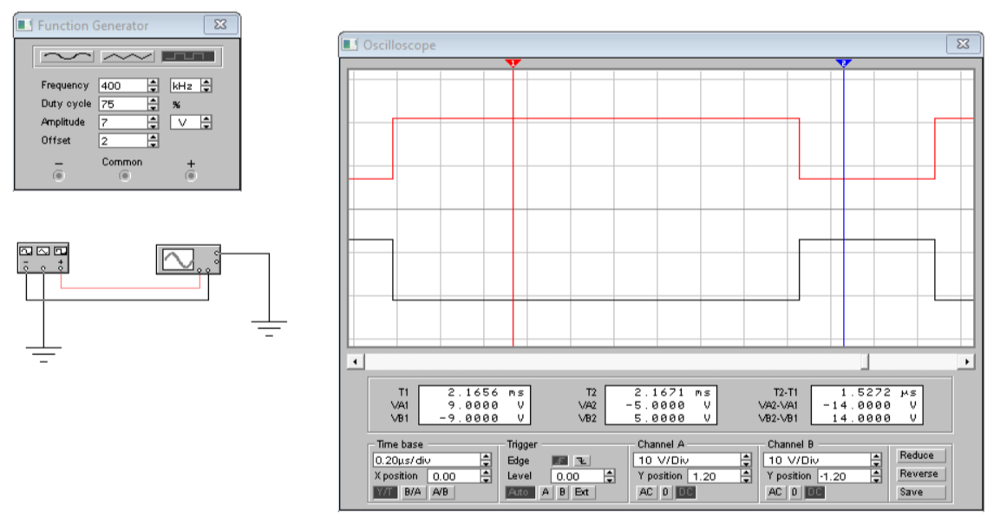 Function Generator
Frequency 400 kHz
Duty cycle 75 %
Amplitude 7 V
Offset 2
− Common +
− +
Oscilloscope
1 2
T1 2.1656 ms T2 2.1671 ms T2-T1 1.5272 µs
VA1 9.0000 V VA2 -5.0000 V VA2-VA1 -14.0000 V
VB1 -9.0000 V VB2 5.0000 V VB2-VB1 14.0000 V
Time base Trigger Channel A Channel B
0.20µs/div Edge 10 V/Div 10 V/Div Reduce
X position 0.00 Level 0.00 Y position 1.20 Y position -1.20 Reverse
Y/T B/A A/B Auto A B Ext AC 0 DC AC 0 DC Save